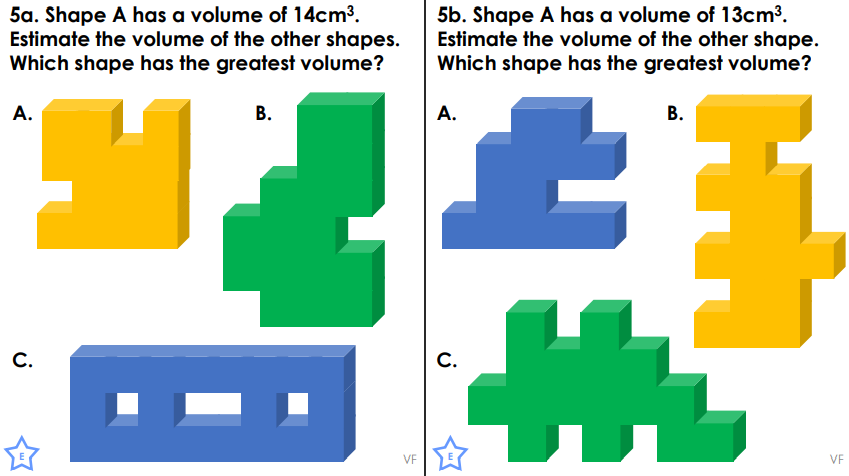 5a. Shape A has a volume of 14cm³.
Estimate the volume of the other shapes.
Which shape has the greatest volume?
A.
B.
C.
E
VF
5b. Shape A has a volume of 13cm³.
Estimate the volume of the other shape.
Which shape has the greatest volume?
A.
B.
C.
E
VF